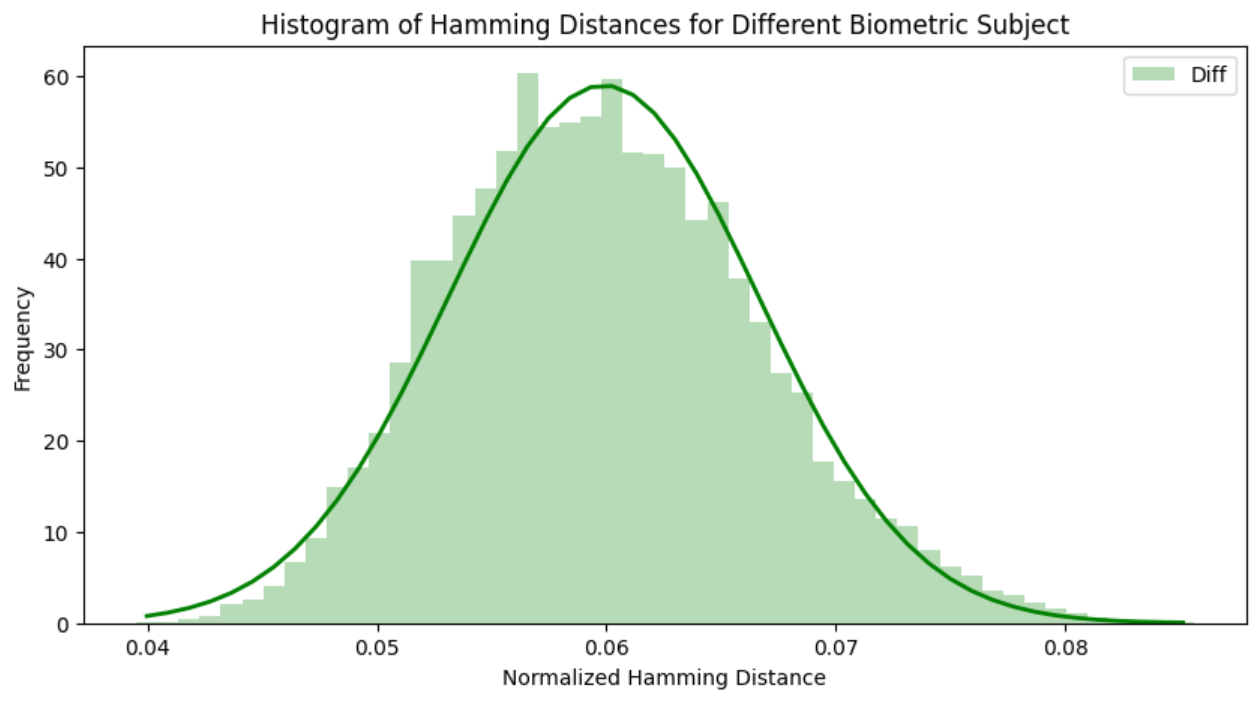 Histogram of Hamming Distances for Different Biometric Subject
Diff
60
50
40
30
20
10
0
Frequency
0.04 0.05 0.06 0.07 0.08
Normalized Hamming Distance